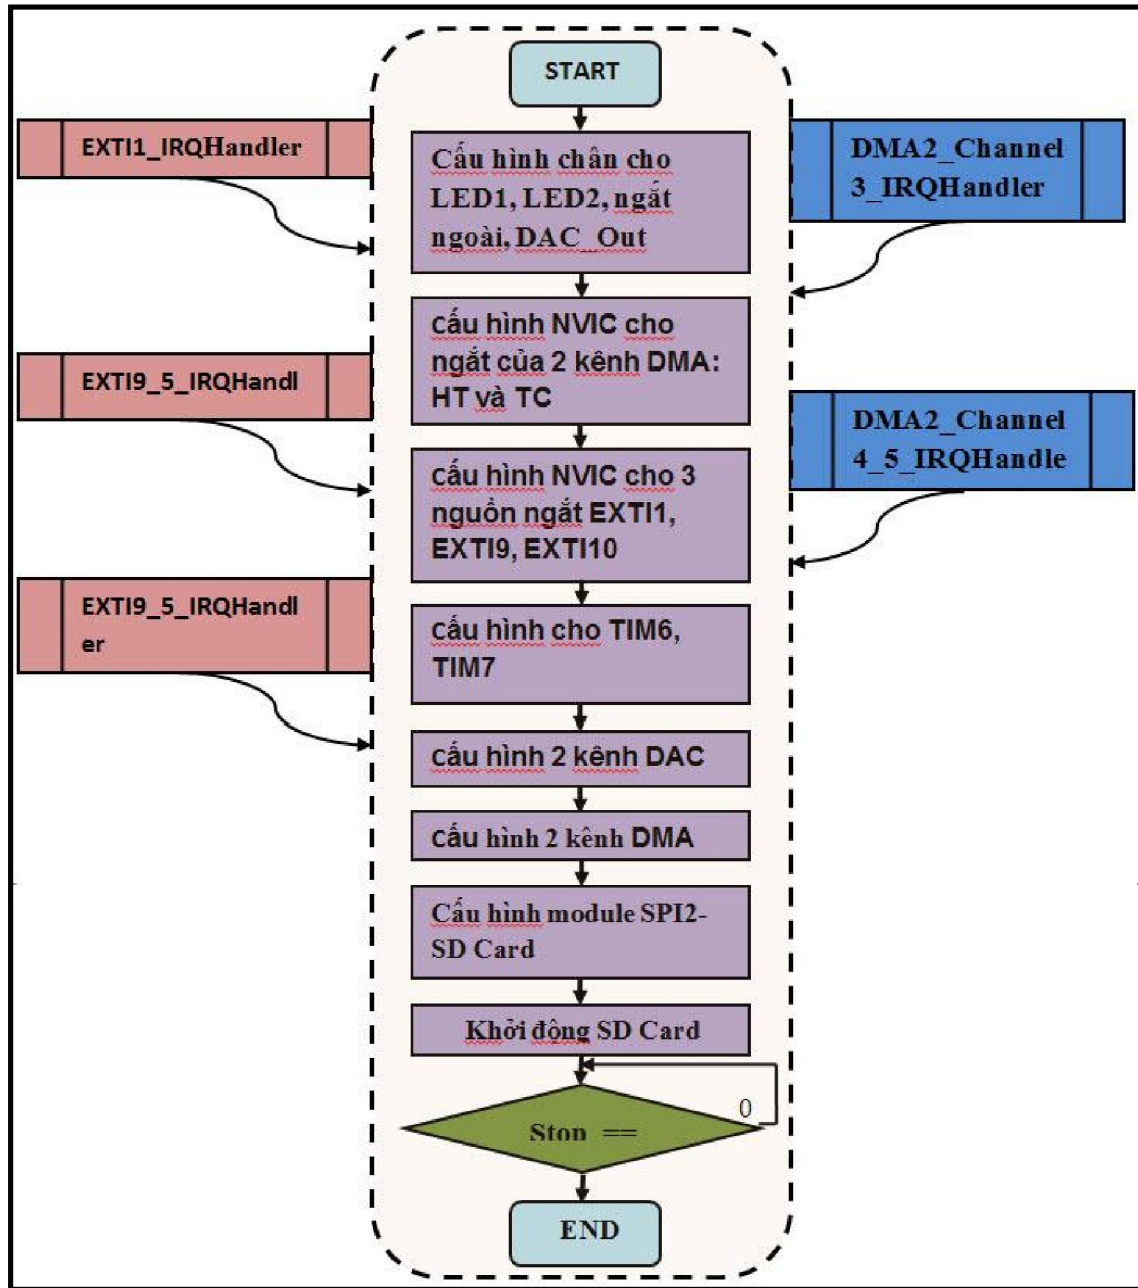 START
EXTI1_IRQHandler
Cấu hình chân cho
LED1, LED2, ngắt
ngoài, DAC_Out
DMA2_Channel
3_IRQHandler
cấu hình NVIC cho
ngắt của 2 kênh DMA:
HT và TC
EXTI9_5_IRQHandl
DMA2_Channel
4_5_IRQHandle
cấu hình NVIC cho 3
nguồn ngắt EXTI1,
EXTI9, EXTI10
EXTI9_5_IRQHandl
er
cấu hình cho TIM6,
TIM7
cấu hình 2 kênh DAC
cấu hình 2 kênh DMA
Cấu hình module SPI2-
SD Card
Khởi động SD Card
0
Stop ==
END